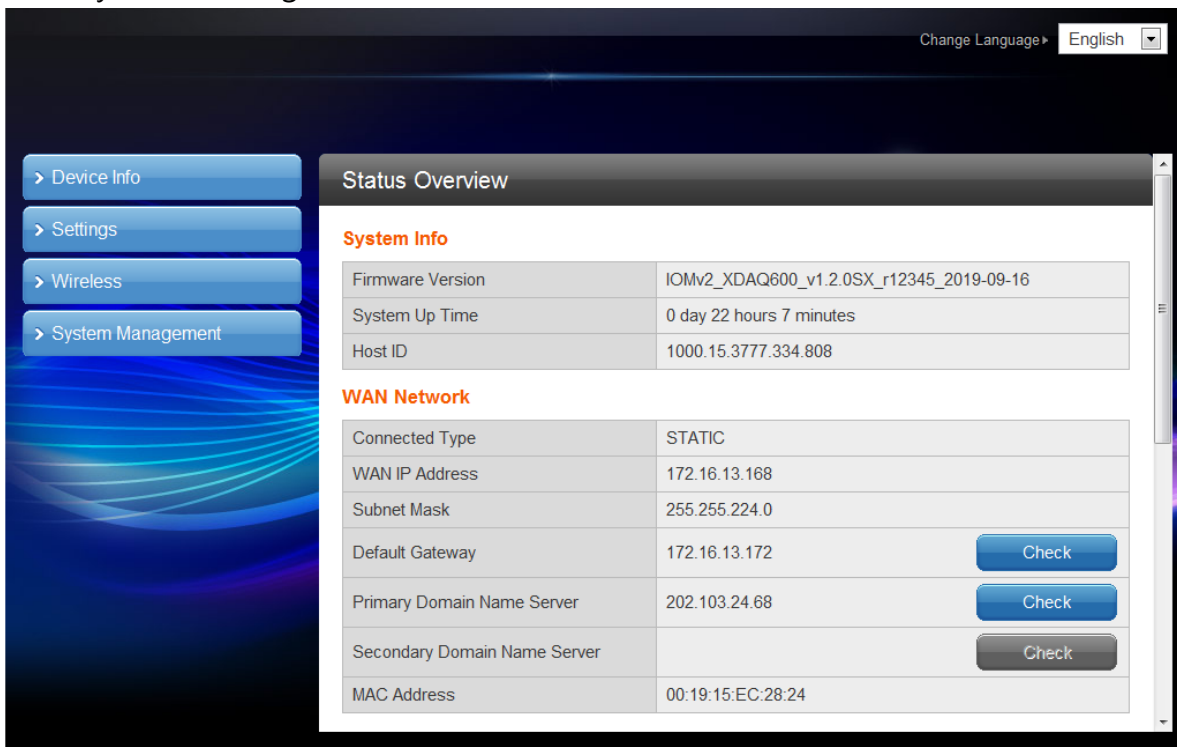 Change Language
English
Device Info
Settings
Wireless
System Management
Status Overview
System Info
Firmware Version IOMv2_XDAQ600_v1.2.0SX_r12345_2019-09-16
System Up Time 0 day 22 hours 7 minutes
Host ID 1000.15.3777.334.808
WAN Network
Connected Type STATIC
WAN IP Address 172.16.13.168
Subnet Mask 255.255.224.0
Default Gateway 172.16.13.172 Check
Primary Domain Name Server 202.103.24.68 Check
Secondary Domain Name Server Check
MAC Address 00:19:15:EC:28:24